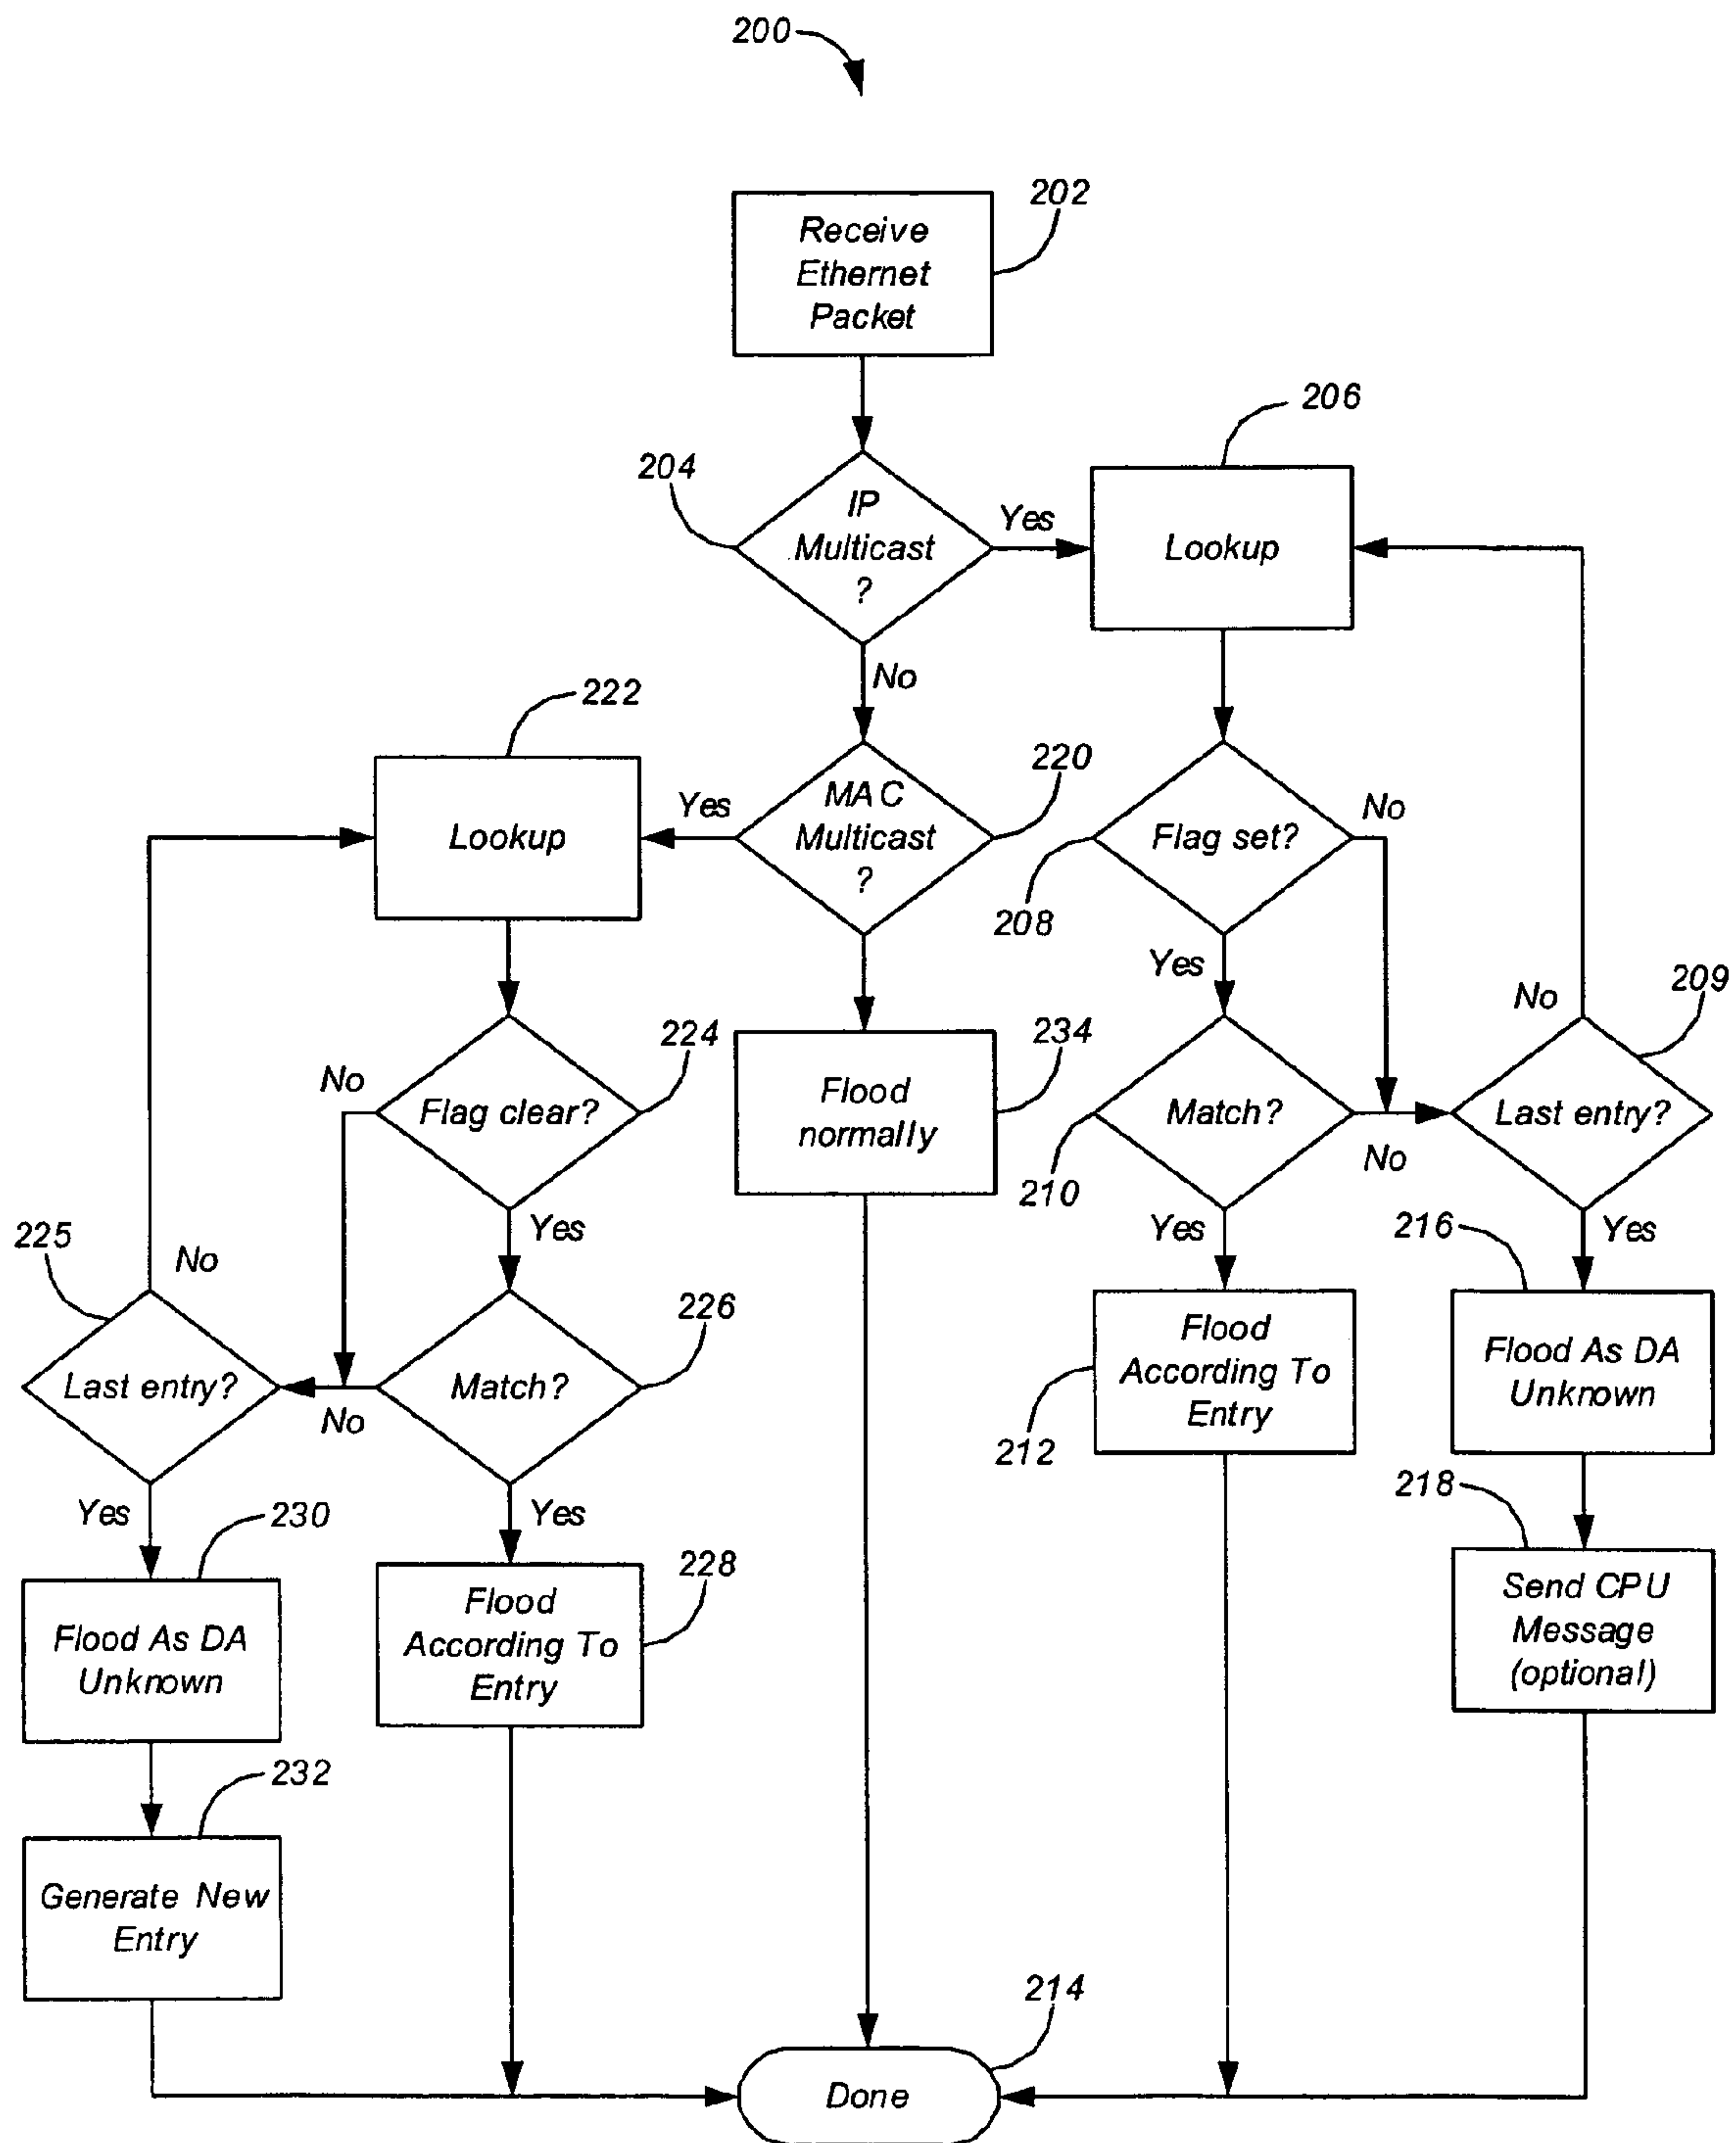 200
202
Receive
Ethernet
Packet
206
204
IP
Multicast
?
Yes
Lookup
No
222
220
MAC
Multicast
?
Yes
Lookup
Flag set?
No
208
Yes
209
No
224
234
No
Flag clear?
Flood
normally
Match?
Last entry?
210
No
225
No
Yes
Yes
216
Yes
226
Last entry?
No
Match?
Flood
According To
Entry
212
Flood As DA
Unknown
218
Yes
230
Yes
228
Flood As DA
Unknown
Flood
According To
Entry
Send CPU
Message
(optional)
232
Generate New
Entry
214
Done